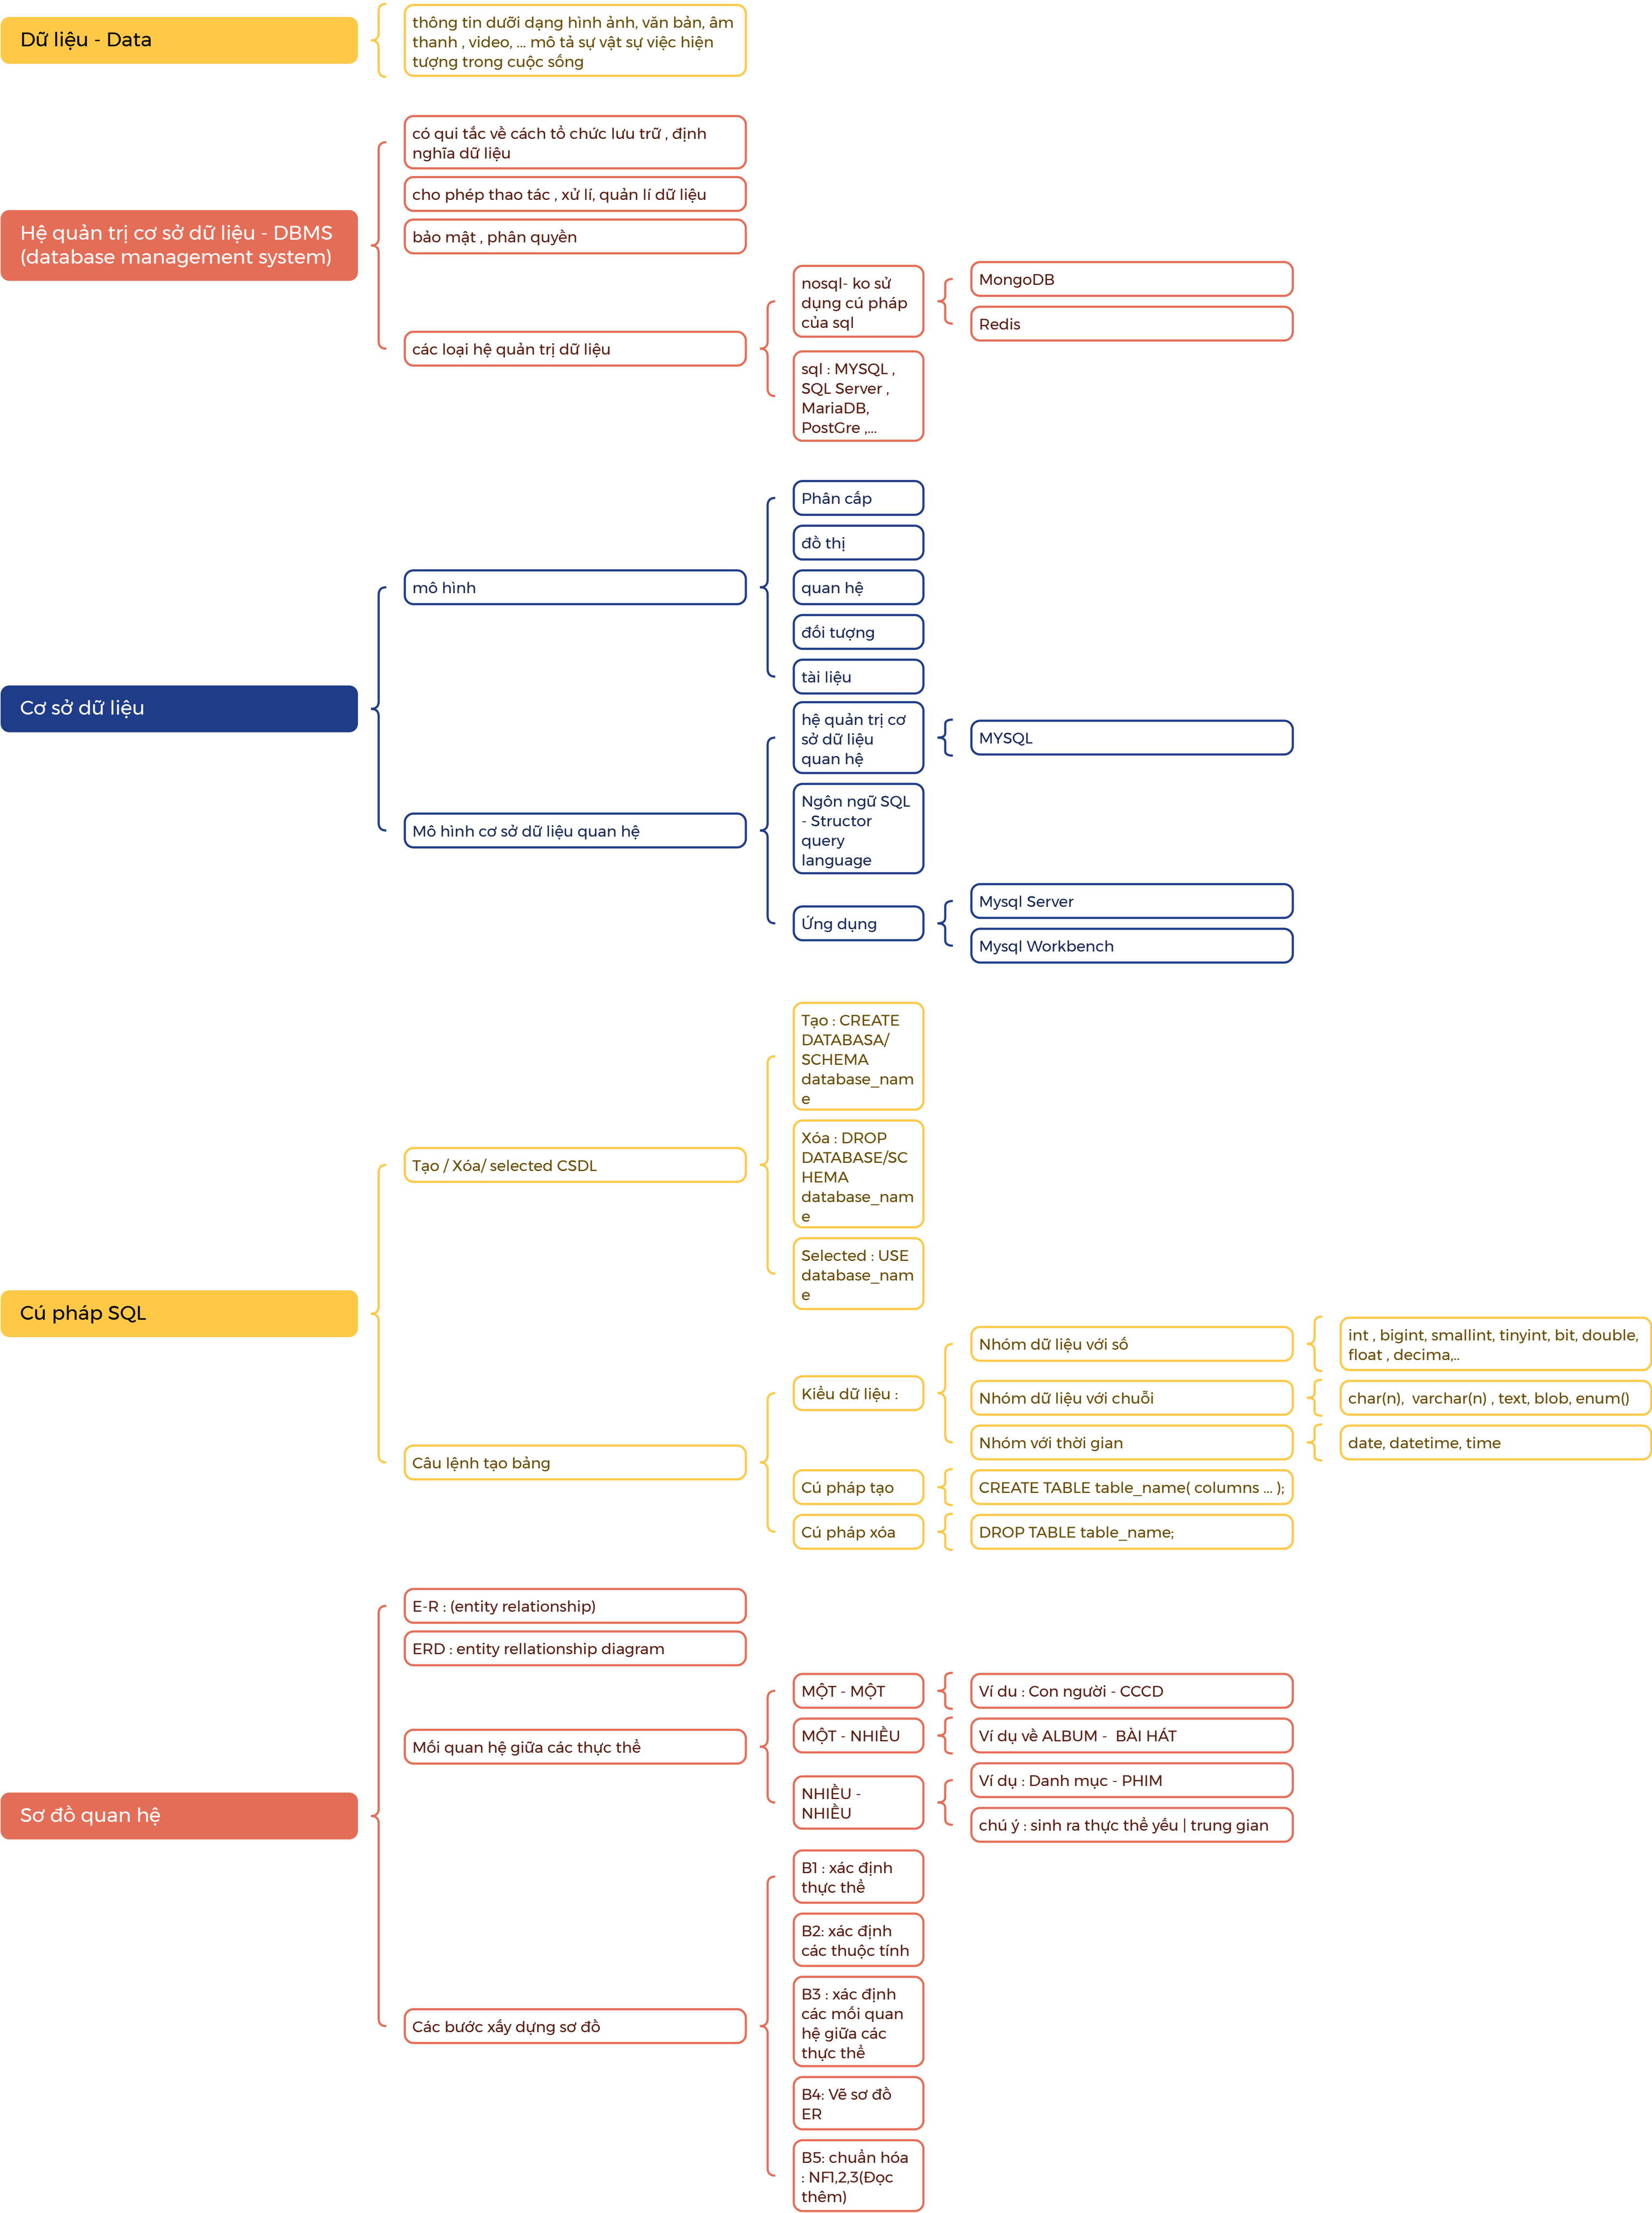 Dữ liệu - Data
thông tin dưỡi dạng hình ảnh, văn bản, âm
thanh , video, ... mô tả sự vật sự việc hiện
tượng trong cuộc sống
Hệ quản trị cơ sở dữ liệu - DBMS
(database management system)
có qui tắc về cách tổ chức lưu trữ , định
nghĩa dữ liệu
cho phép thao tác , xử lí, quản lí dữ liệu
bảo mật , phân quyền
các loại hệ quản trị dữ liệu
nosql- ko sử
dụng cú pháp
của sql
MongoDB
Redis
sql : MYSQL ,
SQL Server ,
MariaDB,
PostGre ,...
Cơ sở dữ liệu
mô hình
Phân cấp
đồ thị
quan hệ
đối tượng
tài liệu
Mô hình cơ sở dữ liệu quan hệ
hệ quản trị cơ
sở dữ liệu
quan hệ
MYSQL
Ngôn ngữ SQL
- Structor
query
language
Ứng dụng
Mysql Server
Mysql Workbench
Cú pháp SQL
Tạo / Xóa/ selected CSDL
Tạo : CREATE
DATABASA/
SCHEMA
database_nam
e
Xóa : DROP
DATABASE/SC
HEMA
database_nam
e
Selected : USE
database_nam
e
Câu lệnh tạo bảng
Kiểu dữ liệu :
Nhóm dữ liệu với số
int , bigint, smallint, tinyint, bit, double,
float , decima,..
Nhóm dữ liệu với chuỗi
char(n),  varchar(n) , text, blob, enum()
Nhóm với thời gian
date, datetime, time
Cú pháp tạo
CREATE TABLE table_name( columns ... );
Cú pháp xóa
DROP TABLE table_name;
Sơ đồ quan hệ
E-R : (entity relationship)
ERD : entity rellationship diagram
Mối quan hệ giữa các thực thể
MỘT - MỘT
Ví du : Con người - CCCD
MỘT - NHIỀU
Ví dụ về ALBUM -  BÀI HÁT
NHIỀU -
NHIỀU
Ví dụ : Danh mục - PHIM
chú ý : sinh ra thực thể yếu | trung gian
Các bước xấy dựng sơ đồ
B1 : xác định
thực thể
B2: xác định
các thuộc tính
B3 : xác định
các mối quan
hệ giữa các
thực thể
B4: Vẽ sơ đồ
ER
B5: chuẩn hóa
: NF1,2,3(Đọc
thêm)